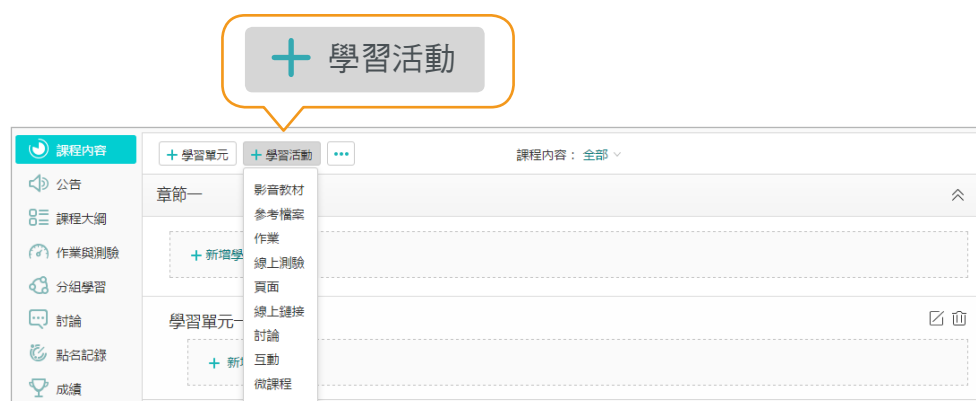 + 學習活動
課程內容
公告
課程大綱
作業與測驗
分組學習
討論
點名記錄
成績
+ 學習單元 + 學習活動 ••• 課程內容： 全部
影音教材
參考檔案
作業
線上測驗
頁面
線上鏈接
討論
互動
微課程
章節一
+ 新增學
學習單元一
+ 新